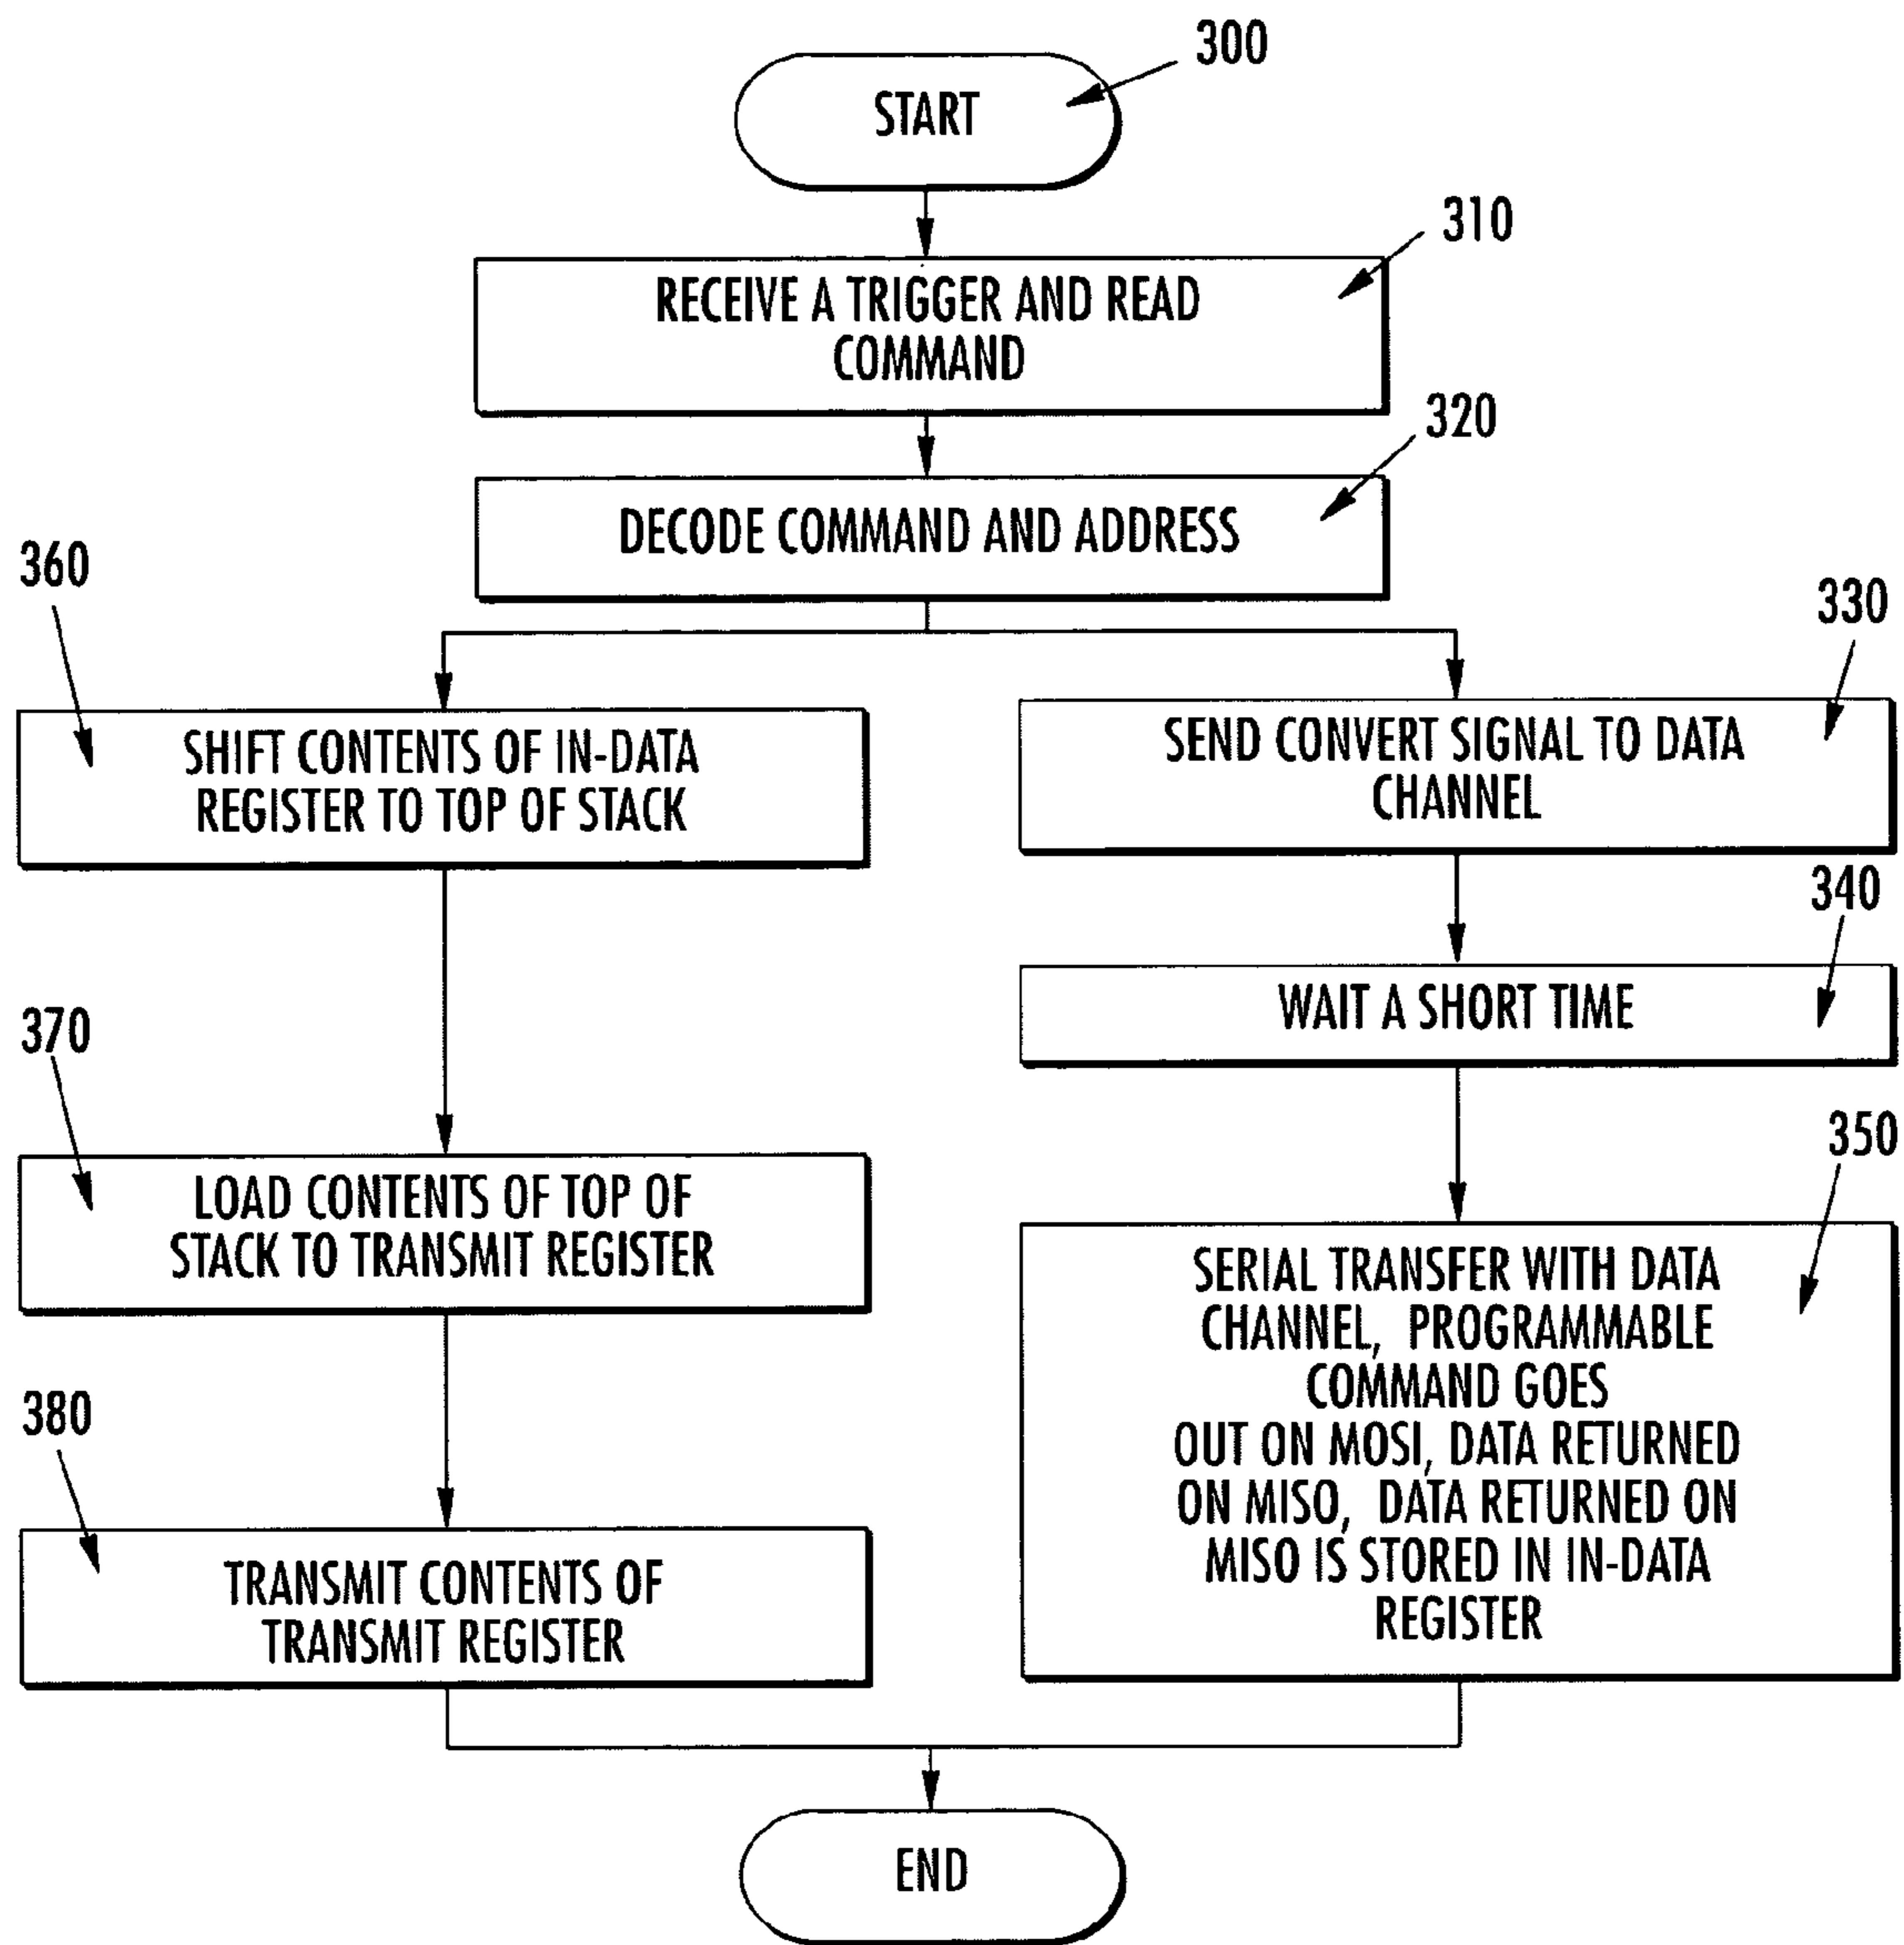 300
START
310
RECEIVE A TRIGGER AND READ
COMMAND
320
DECODE COMMAND AND ADDRESS
360
SHIFT CONTENTS OF IN-DATA
REGISTER TO TOP OF STACK
330
SEND CONVERT SIGNAL TO DATA
CHANNEL
340
WAIT A SHORT TIME
370
LOAD CONTENTS OF TOP OF
STACK TO TRANSMIT REGISTER
350
SERIAL TRANSFER WITH DATA
CHANNEL, PROGRAMMABLE
COMMAND GOES
OUT ON MOSI, DATA RETURNED
ON MISO, DATA RETURNED ON
MISO IS STORED IN IN-DATA
REGISTER
380
TRANSMIT CONTENTS OF
TRANSMIT REGISTER
END